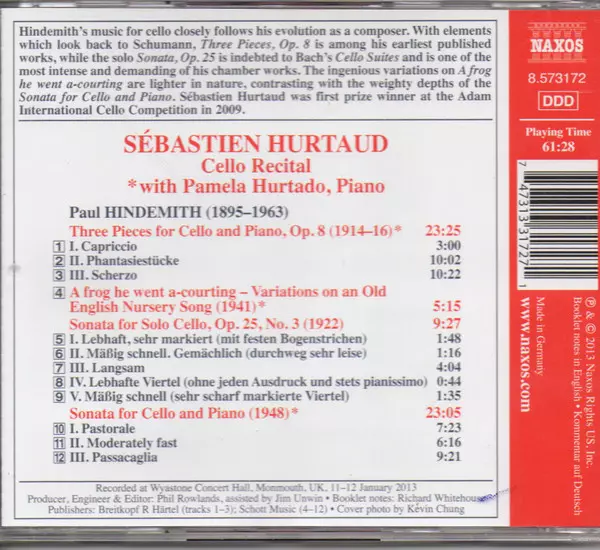 Hindemith's music for cello closely follows his evolution as a composer. With elements
which look back to Schumann, Three Pieces, Op. 8 is among his earliest published
works, while the solo Sonata, Op. 25 is indebted to Bach's Cello Suites and is one of
the most intense and demanding of his chamber works. The ingenious variations on A frog
he went a-courting are lighter in nature, contrasting with the weighty depths of the
Sonata for Cello and Piano. Sébastien Hurtaud was first prize winner at the Adam
International Cello Competition in 2009.
SÉBASTIEN HURTAUD
Cello Recital
*with Pamela Hurtado, Piano
Paul HINDEMITH (1895–1963)
Three Pieces for Cello and Piano, Op. 8 (1914–16)* 23:25
1 I. Capriccio 3:00
2 II. Phantasiestücke 10:02
3 III. Scherzo 10:22
4 A frog he went a-courting – Variations on an Old
English Nursery Song (1941)* 5:15
Sonata for Solo Cello, Op. 25, No. 3 (1922) 9:27
5 I. Lebhaft, sehr markiert (mit festen Bogenstrichen) 1:48
6 II. Mäßig schnell. Gemächlich (durchweg sehr leise) 1:16
7 III. Langsam 4:04
8 IV. Lebhafte Viertel (ohne jeden Ausdruck und stets pianissimo) 0:44
9 V. Mäßig schnell (sehr scharf markierte Viertel) 1:35
Sonata for Cello and Piano (1948)* 23:05
10 I. Pastorale 7:23
11 II. Moderately fast 6:16
12 III. Passacaglia 9:21
Recorded at Wyastone Concert Hall, Monmouth, UK, 11–12 January 2013
Producer, Engineer & Editor: Phil Rowlands, assisted by Jim Unwin • Booklet notes: Richard Whitehouse
Publishers: Breitkopf & Härtel (tracks 1–3); Schott Music (4–12) • Cover photo by Kévin Chung
NAXOS
8.573172
DDD
Playing Time
61:28
7 47313 31727 1
℗ & © 2013 Naxos Rights US, Inc.
Booklet notes in English • Kommentar auf Deutsch
Made in Germany
www.naxos.com